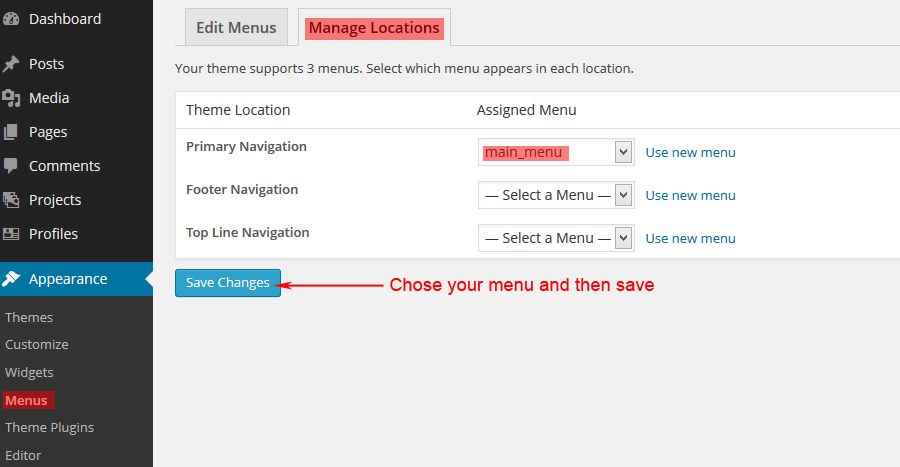 Dashboard
Posts
Media
Pages
Comments
Projects
Profiles
Appearance
Themes
Customize
Widgets
Menus
Theme Plugins
Editor
Edit Menus
Manage Locations
Your theme supports 3 menus. Select which menu appears in each location.
Theme Location Assigned Menu
Primary Navigation main_menu Use new menu
Footer Navigation — Select a Menu — Use new menu
Top Line Navigation — Select a Menu — Use new menu
Save Changes Chose your menu and then save